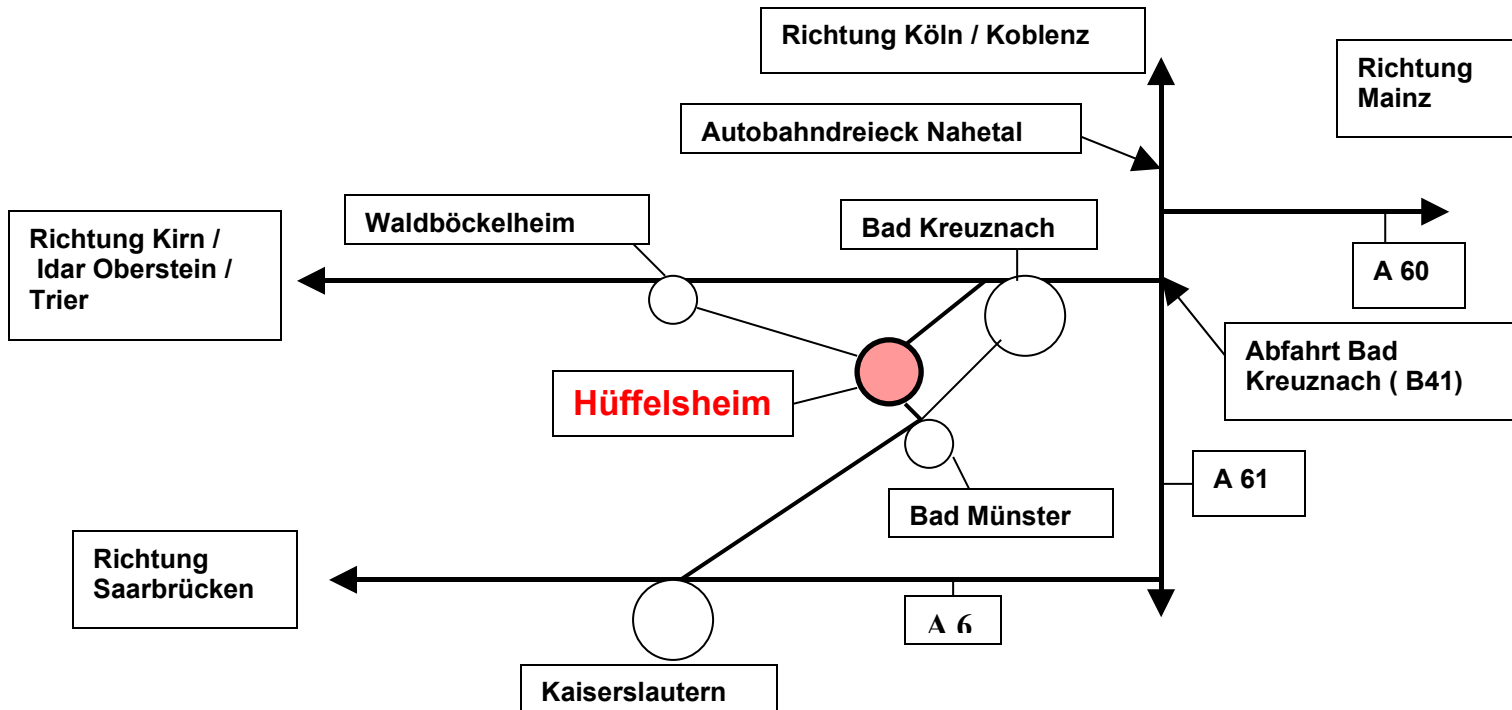 Richtung Köln / Koblenz
Richtung
Mainz
Autobahndreieck Nahetal
Waldböckelheim
Bad Kreuznach
Richtung Kirn /
Idar Oberstein /
Trier
A 60
Abfahrt Bad
Kreuznach ( B41)
Hüffelsheim
A 61
Bad Münster
Richtung
Saarbrücken
A 6
Kaiserslautern